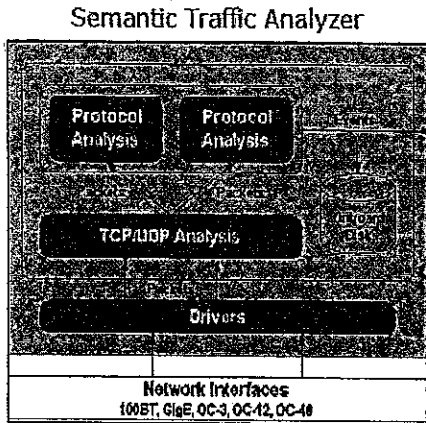 Semantic Traffic Analyzer
Protocol Protocol
Analysis Analysis
TCP/UDP Analysis
Drivers
Network Interfaces
100BT, GigE, OC-3, OC-12, OC-48